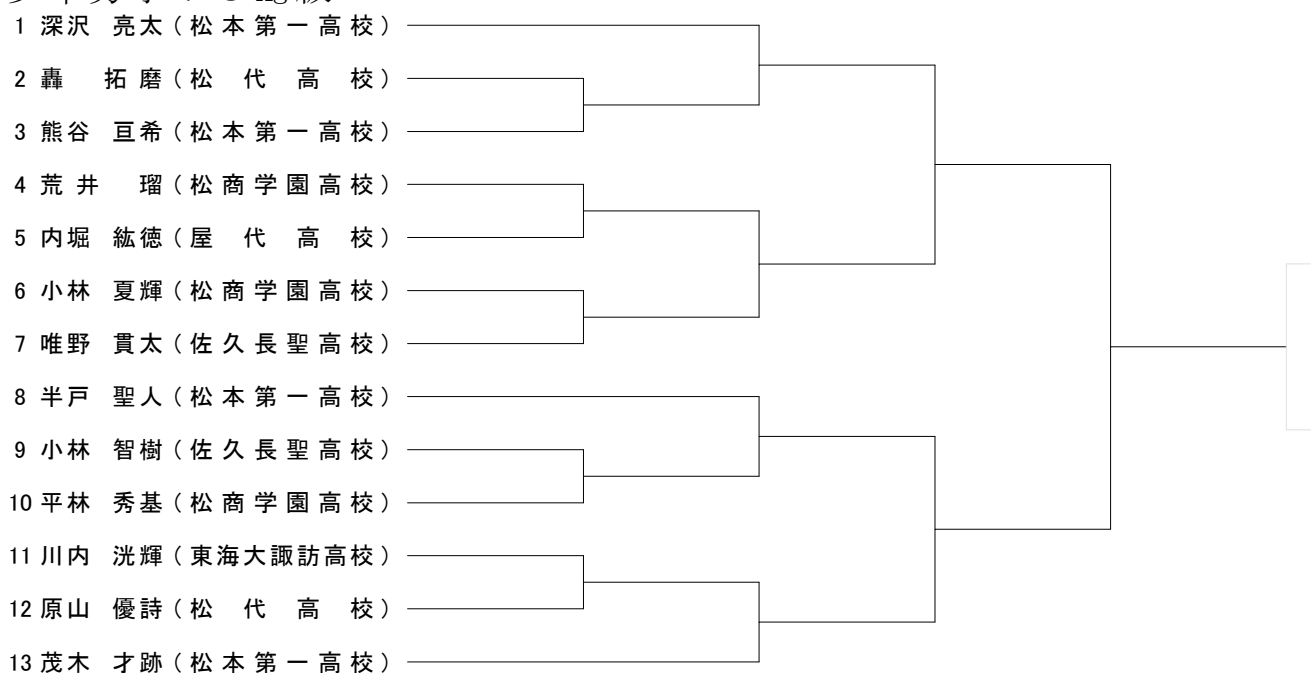 1 深沢 亮太（松本第一高校）
2 轟 拓磨（松代高校）
3 熊谷 亘希（松本第一高校）
4 荒井 瑠（松商学園高校）
5 内堀 紘徳（屋代高校）
6 小林 夏輝（松商学園高校）
7 唯野 貫太（佐久長聖高校）
8 半戸 聖人（松本第一高校）
9 小林 智樹（佐久長聖高校）
10 平林 秀基（松商学園高校）
11 川内 洸輝（東海大諏訪高校）
12 原山 優詩（松代高校）
13 茂木 才跡（松本第一高校）